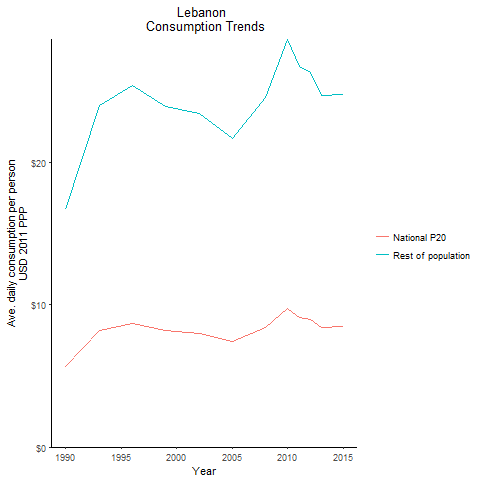 Lebanon
Consumption Trends
Ave. daily consumption per person
USD 2011 PPP
$20
$10
$0
1990 1995 2000 2005 2010 2015
Year
National P20
Rest of population